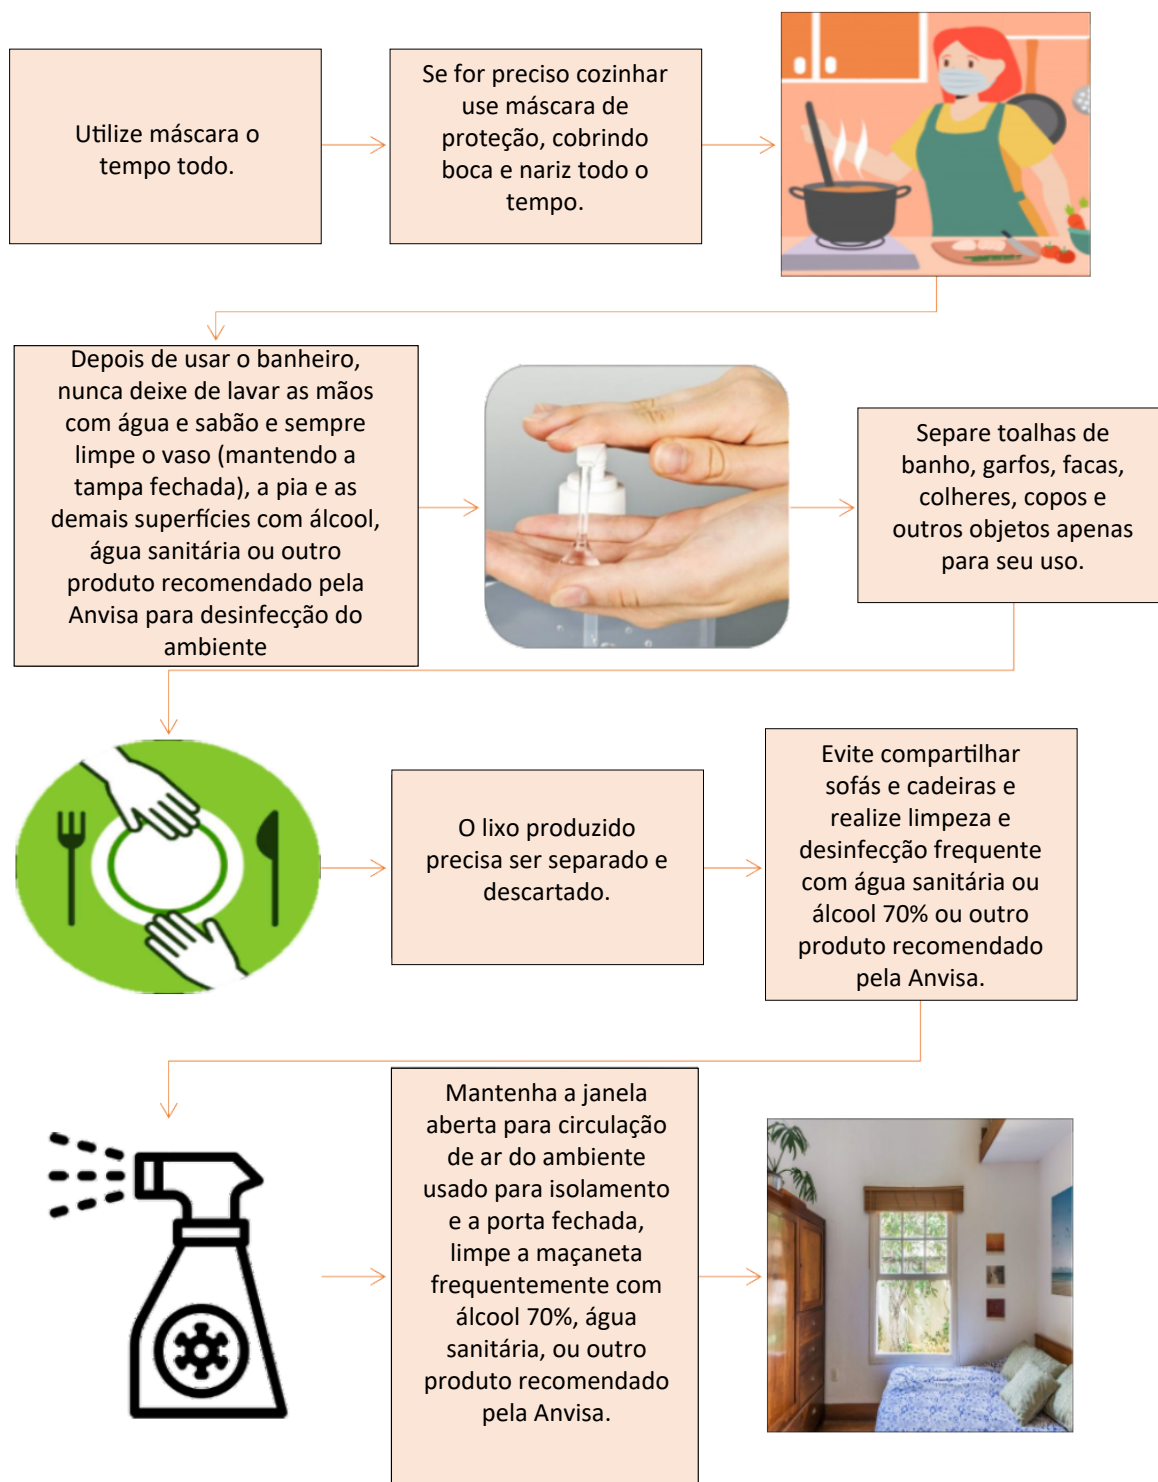 Utilize máscara o
tempo todo.
Se for preciso cozinhar
use máscara de
proteção, cobrindo
boca e nariz todo o
tempo.
Depois de usar o banheiro,
nunca deixe de lavar as mãos
com água e sabão e sempre
limpe o vaso (mantendo a
tampa fechada), a pia e as
demais superfícies com álcool,
água sanitária ou outro
produto recomendado pela
Anvisa para desinfecção do
ambiente
Separe toalhas de
banho, garfos, facas,
colheres, copos e
outros objetos apenas
para seu uso.
O lixo produzido
precisa ser separado e
descartado.
Evite compartilhar
sofás e cadeiras e
realize limpeza e
desinfecção frequente
com água sanitária ou
álcool 70% ou outro
produto recomendado
pela Anvisa.
Mantenha a janela
aberta para circulação
de ar do ambiente
usado para isolamento
e a porta fechada,
limpe a maçaneta
frequentemente com
álcool 70%, água
sanitária, ou outro
produto recomendado
pela Anvisa.